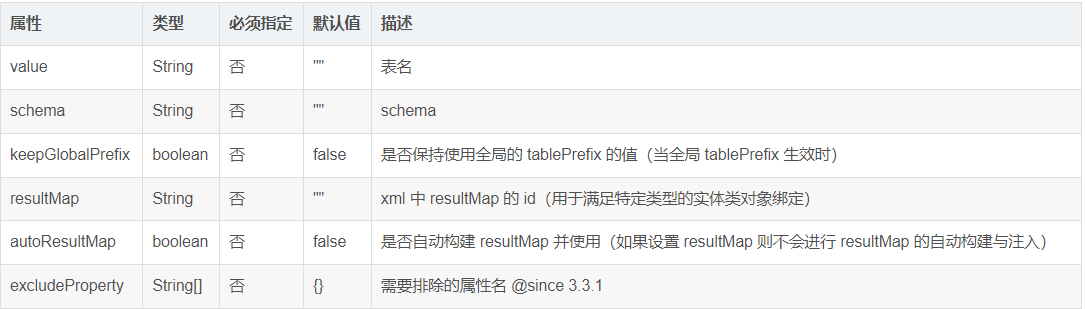 属性 类型 必须指定 默认值 描述
value String 否 "" 表名
schema String 否 "" schema
keepGlobalPrefix boolean 否 false 是否保持使用全局的 tablePrefix 的值（当全局 tablePrefix 生效时）
resultMap String 否 "" xml 中 resultMap 的 id（用于满足特定类型的实体类对象绑定）
autoResultMap boolean 否 false 是否自动构建 resultMap 并使用（如果设置 resultMap 则不会进行 resultMap 的自动构建与注入）
excludeProperty String[] 否 {} 需要排除的属性名 @since 3.3.1